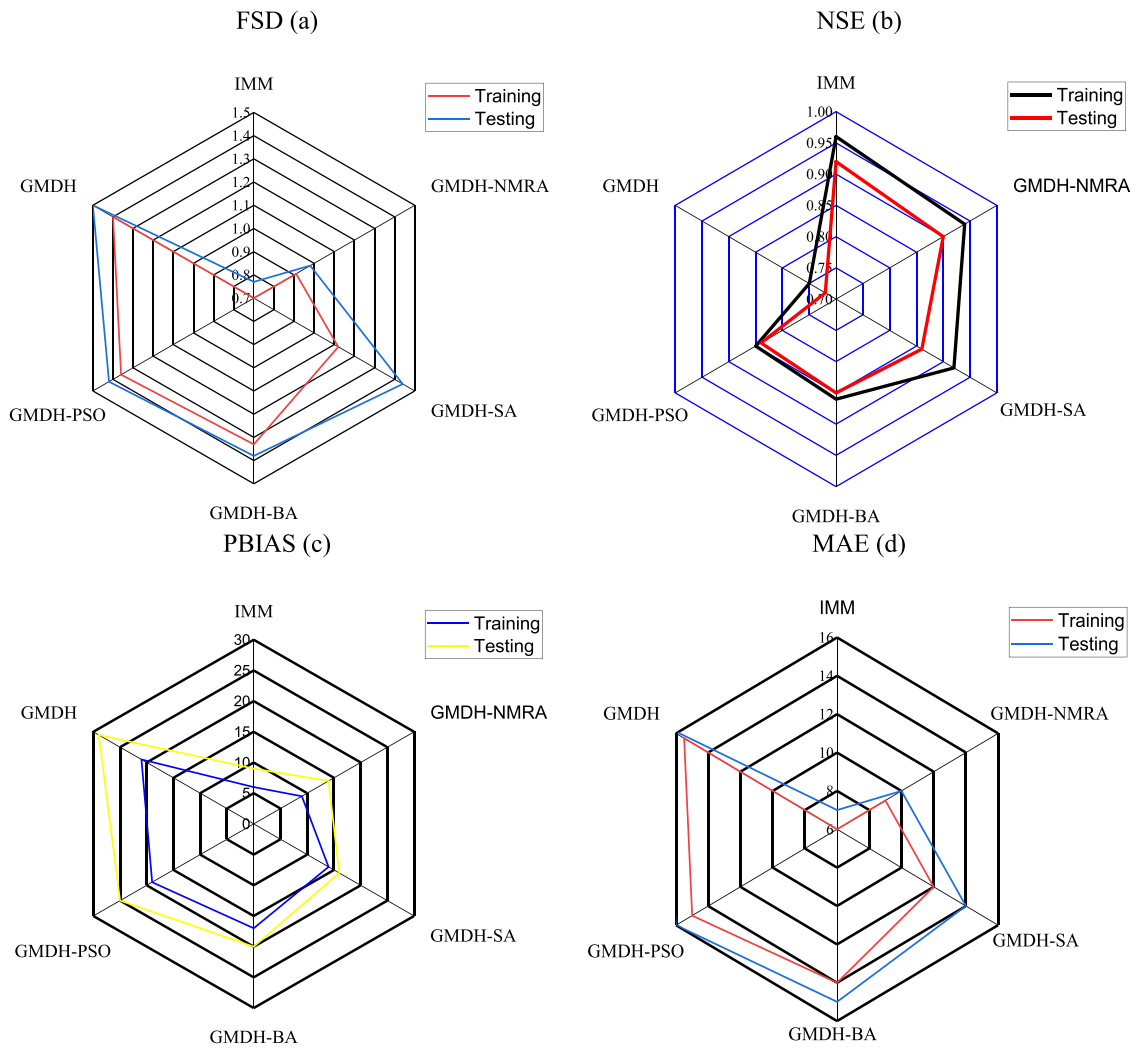 FSD (a)
IMM
Training
Testing
1.5
1.4
1.3
1.2
1.1
1.0
0.9
0.8
0.7
GMDH
GMDH-NMRA
GMDH-PSO
GMDH-SA
GMDH-BA
NSE (b)
IMM
Training
Testing
1.00
0.95
0.90
0.85
0.80
0.75
0.70
GMDH
GMDH-NMRA
GMDH-PSO
GMDH-SA
GMDH-BA
PBIAS (c)
IMM
Training
Testing
30
25
20
15
10
5
0
GMDH
GMDH-NMRA
GMDH-PSO
GMDH-SA
GMDH-BA
MAE (d)
IMM
Training
Testing
16
14
12
10
8
6
GMDH
GMDH-NMRA
GMDH-PSO
GMDH-SA
GMDH-BA